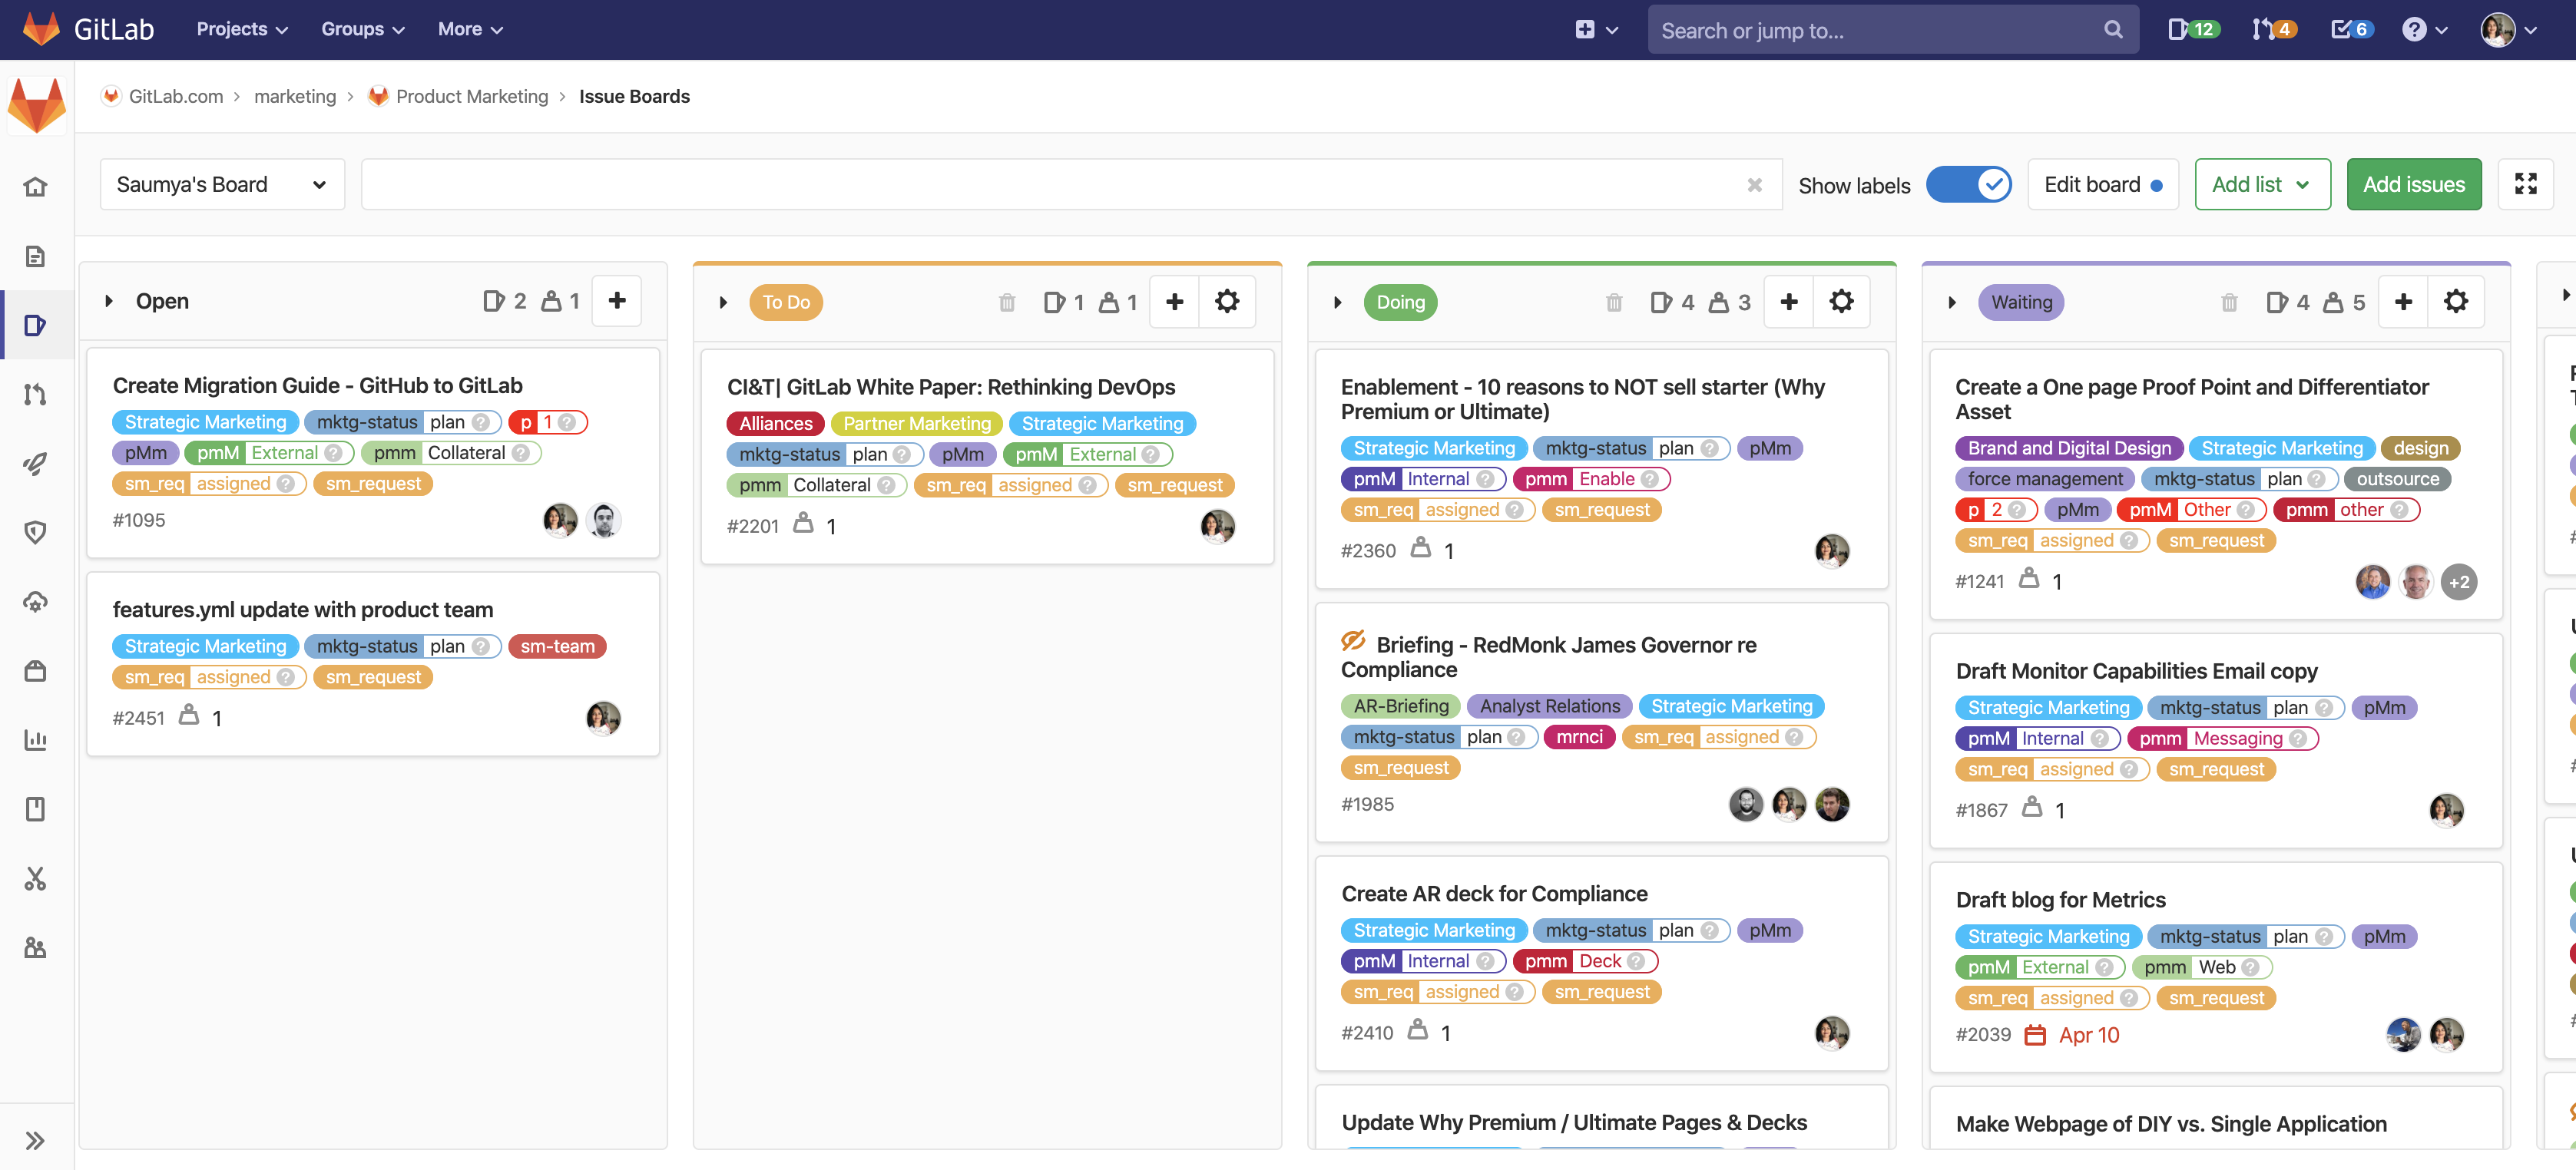 GitLab Projects Groups More Search or jump to... 12 4 6
GitLab.com > marketing > Product Marketing > Issue Boards
Saumya's Board Show labels Edit board Add list Add issues
Open 2 1
Create Migration Guide - GitHub to GitLab
Strategic Marketing mktg-status plan p 1
pMm pmM External pmm Collateral
sm_req assigned sm_request
#1095
features.yml update with product team
Strategic Marketing mktg-status plan sm-team
sm_req assigned sm_request
#2451 1
To Do 1 1
CI&T| GitLab White Paper: Rethinking DevOps
Alliances Partner Marketing Strategic Marketing
mktg-status plan pMm pmM External
pmm Collateral sm_req assigned sm_request
#2201 1
Doing 4 3
Enablement - 10 reasons to NOT sell starter (Why
Premium or Ultimate)
Strategic Marketing mktg-status plan pMm
pmM Internal pmm Enable
sm_req assigned sm_request
#2360 1
Briefing - RedMonk James Governor re
Compliance
AR-Briefing Analyst Relations Strategic Marketing
mktg-status plan mrnci sm_req assigned
sm_request
#1985
Create AR deck for Compliance
Strategic Marketing mktg-status plan pMm
pmM Internal pmm Deck
sm_req assigned sm_request
#2410 1
Update Why Premium / Ultimate Pages & Decks
Waiting 4 5
Create a One page Proof Point and Differentiator
Asset
Brand and Digital Design Strategic Marketing design
force management mktg-status plan outsource
p 2 pMm pmM Other pmm other
sm_req assigned sm_request
#1241 1 +2
Draft Monitor Capabilities Email copy
Strategic Marketing mktg-status plan pMm
pmM Internal pmm Messaging
sm_req assigned sm_request
#1867 1
Draft blog for Metrics
Strategic Marketing mktg-status plan pMm
pmM External pmm Web
sm_req assigned sm_request
#2039 Apr 10
Make Webpage of DIY vs. Single Application